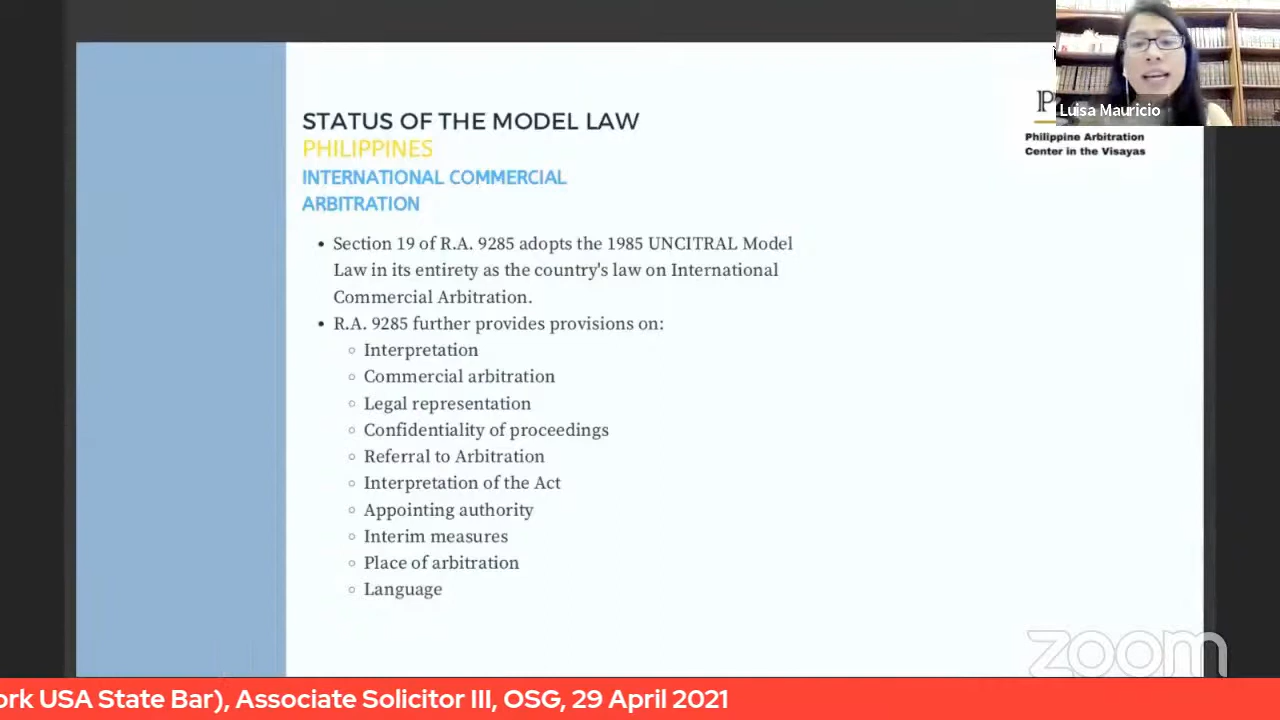 STATUS OF THE MODEL LAW
PHILIPPINES
INTERNATIONAL COMMERCIAL
ARBITRATION
• Section 19 of R.A. 9285 adopts the 1985 UNCITRAL Model
Law in its entirety as the country's law on International
Commercial Arbitration.
• R.A. 9285 further provides provisions on:
◦ Interpretation
◦ Commercial arbitration
◦ Legal representation
◦ Confidentiality of proceedings
◦ Referral to Arbitration
◦ Interpretation of the Act
◦ Appointing authority
◦ Interim measures
◦ Place of arbitration
◦ Language
Luisa Mauricio
Philippine Arbitration
Center in the Visayas
zoom
ork USA State Bar), Associate Solicitor III, OSG, 29 April 2021